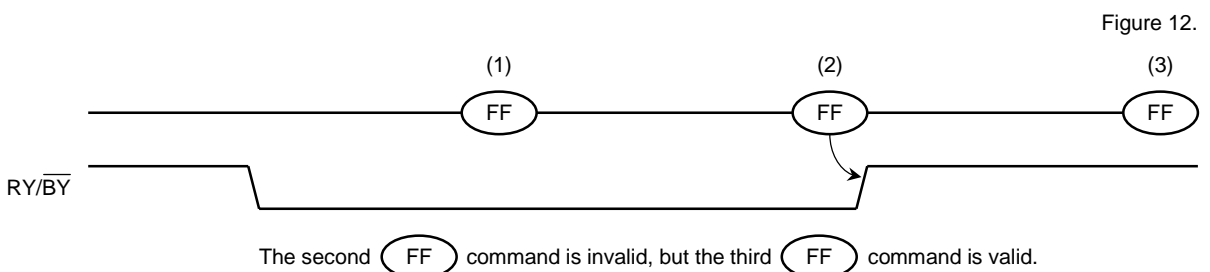 Figure 12.
(1) (2) (3)
FF FF FF
RY/B̅Y̅
The second FF command is invalid, but the third FF command is valid.